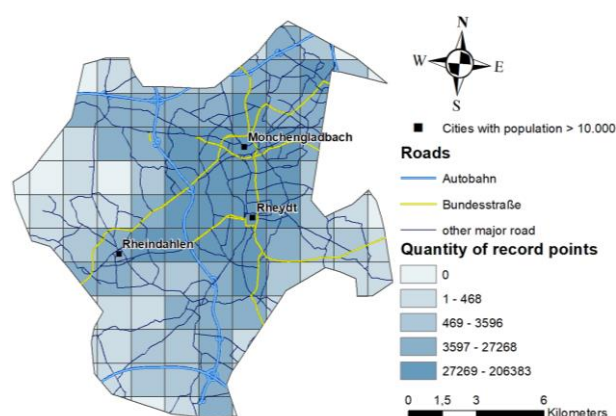 N
W
E
S
Cities with population > 10.000
Roads
Autobahn
Bundesstraße
other major road
Quantity of record points
0
1 - 468
469 - 3596
3597 - 27268
27269 - 206383
0 1,5 3 6
Kilometers
Mönchengladbach
Rheydt
Rheindahlen